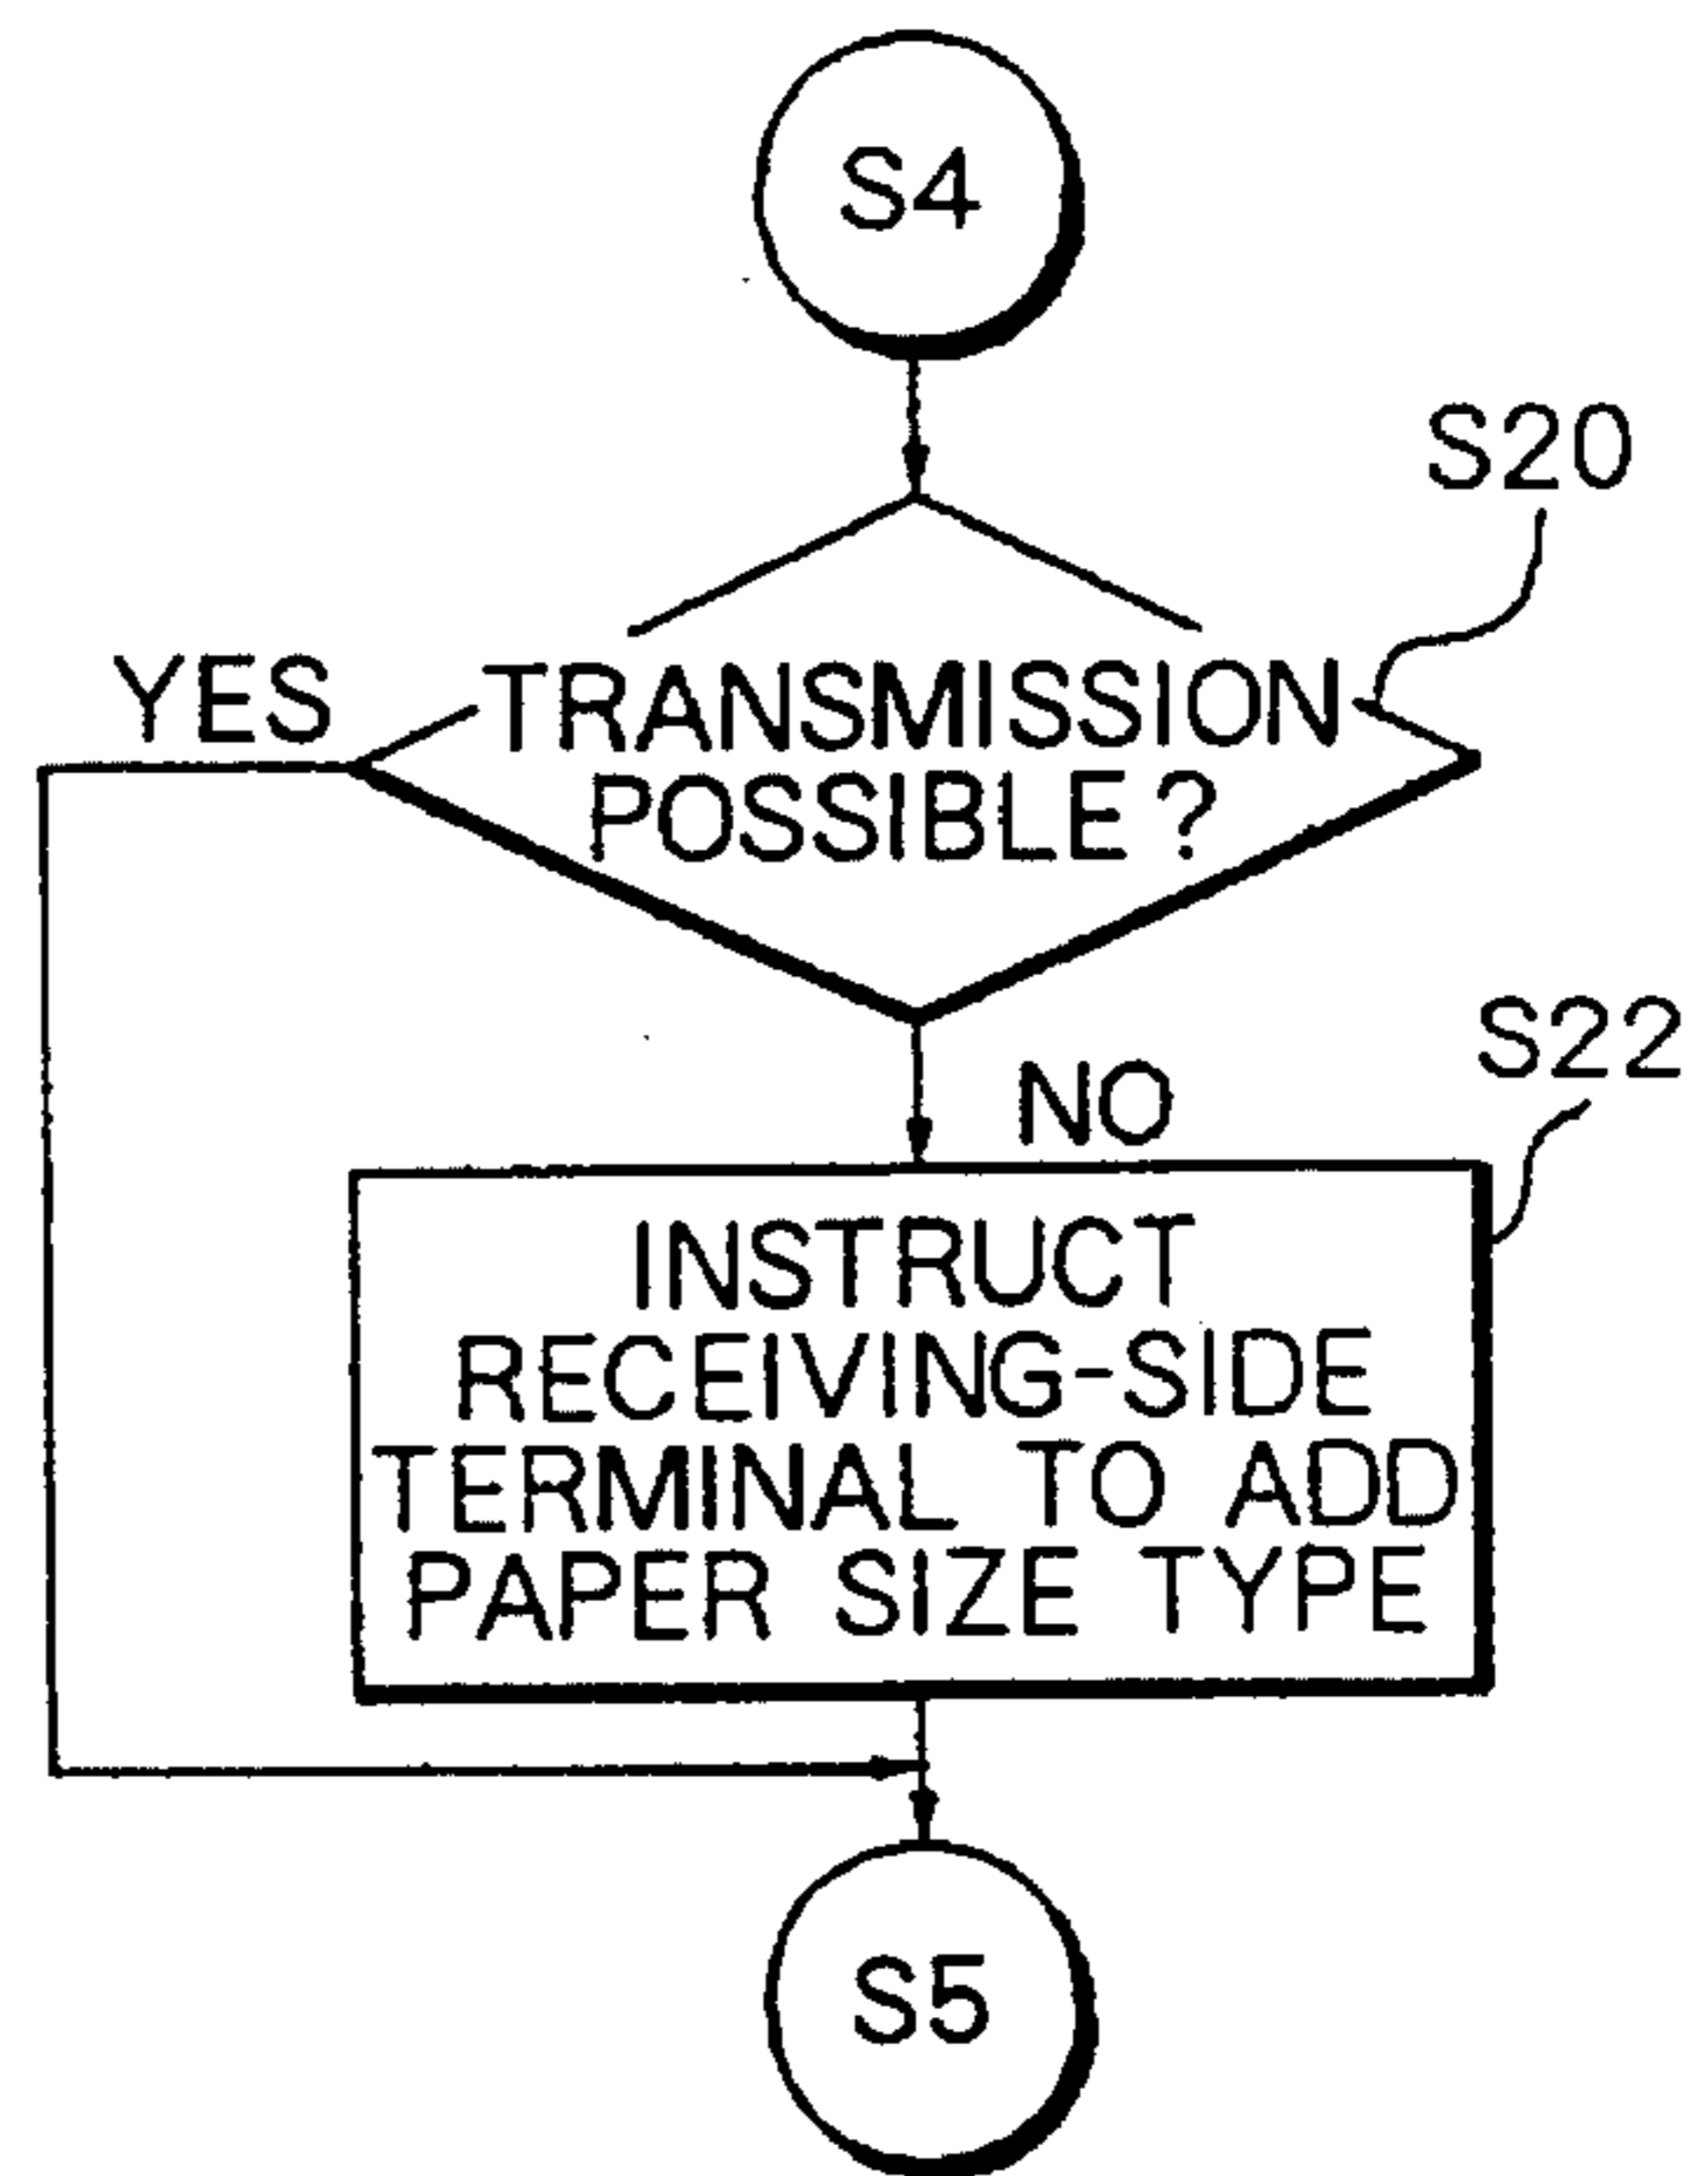 S4
S20
YES
TRANSMISSION
POSSIBLE?
NO
S22
INSTRUCT
RECEIVING-SIDE
TERMINAL TO ADD
PAPER SIZE TYPE
S5